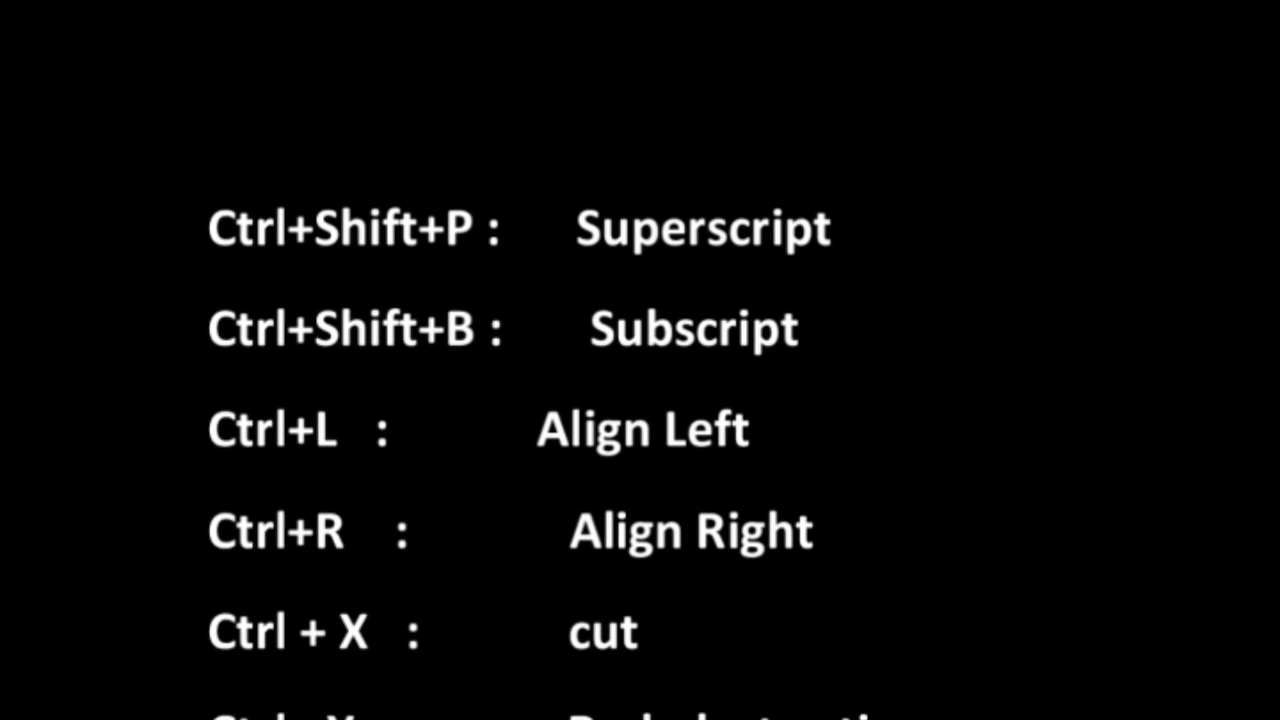 Ctrl+Shift+P : Superscript
Ctrl+Shift+B : Subscript
Ctrl+L : Align Left
Ctrl+R : Align Right
Ctrl + X : cut